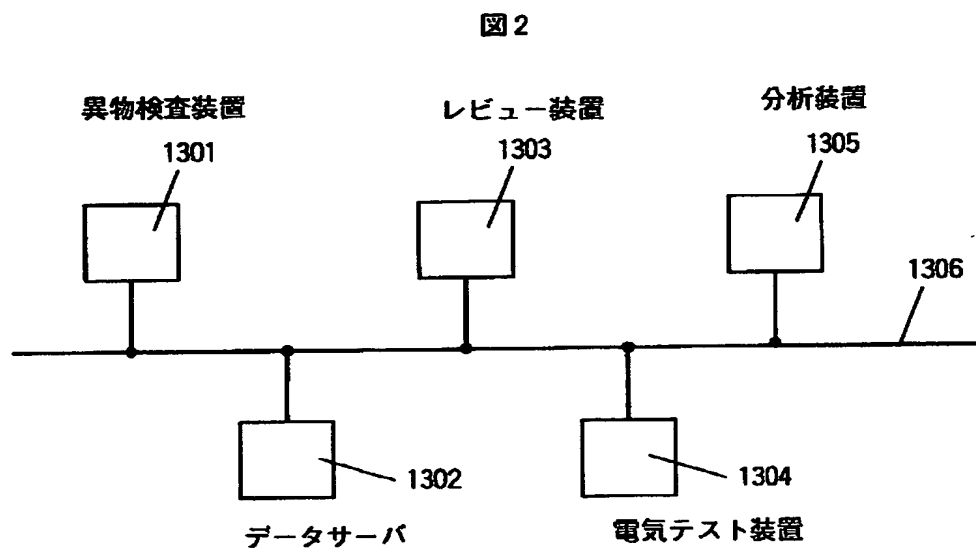 図2
異物検査装置
1301
レビュー装置
1303
分析装置
1305
1306
1302
データサーバ
1304
電気テスト装置